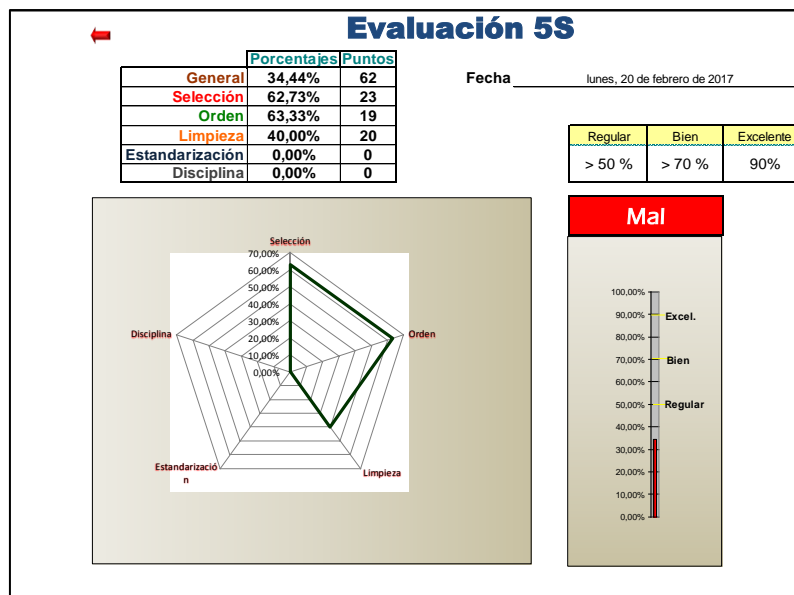 Evaluación 5S
Porcentajes Puntos
General 34,44% 62
Selección 62,73% 23
Orden 63,33% 19
Limpieza 40,00% 20
Estandarización 0,00% 0
Disciplina 0,00% 0
Fecha lunes, 20 de febrero de 2017
Regular Bien Excelente
> 50 % > 70 % 90%
Mal
Selección
70,00%
60,00%
50,00%
40,00%
30,00%
20,00%
10,00%
0,00%
Disciplina
Orden
Estandarizació
n
Limpieza
100,00%
90,00% Excel.
80,00%
70,00% Bien
60,00%
50,00% Regular
40,00%
30,00%
20,00%
10,00%
0,00%